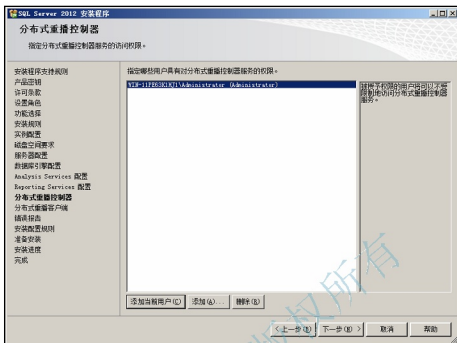 SQL Server 2012 安装程序
分布式重播控制器
指定分布式重播控制器服务的访问权限。
安装程序支持规则
产品密钥
许可条款
设置角色
功能选择
安装规则
实例配置
磁盘空间要求
服务器配置
数据库引擎配置
Analysis Services 配置
Reporting Services 配置
分布式重播控制器
分布式重播客户端
错误报告
安装配置规则
准备安装
安装进度
完成
指定哪些用户具有对分布式重播控制器服务的权限。
(Administrator)
被授予权限的用户将可以不受
限制地访问分布式重播控制器
服务。
添加当前用户(C)
添加(A)...
删除(R)
< 上一步(B)
下一步(N) >
取消
帮助
版权所有